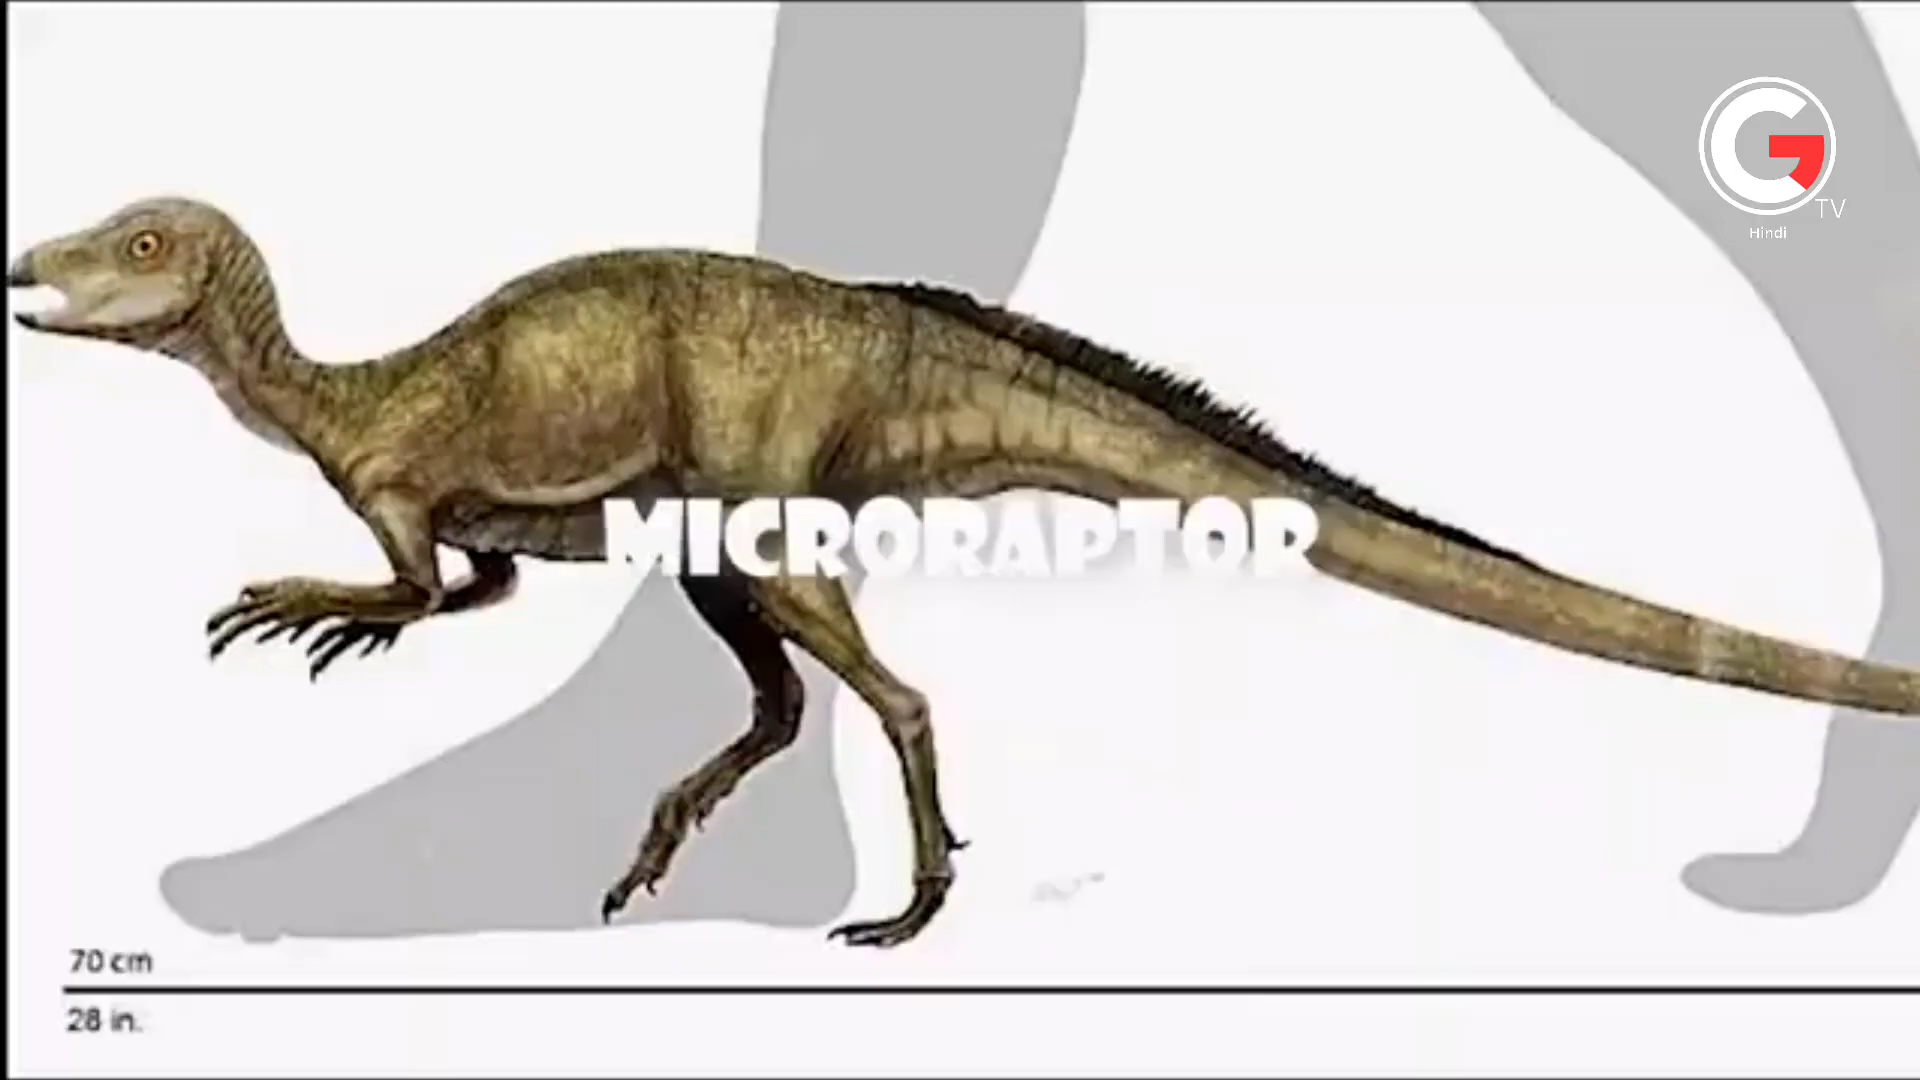 G
TV
Hindi
MICRORAPTOR
70 cm
28 in.